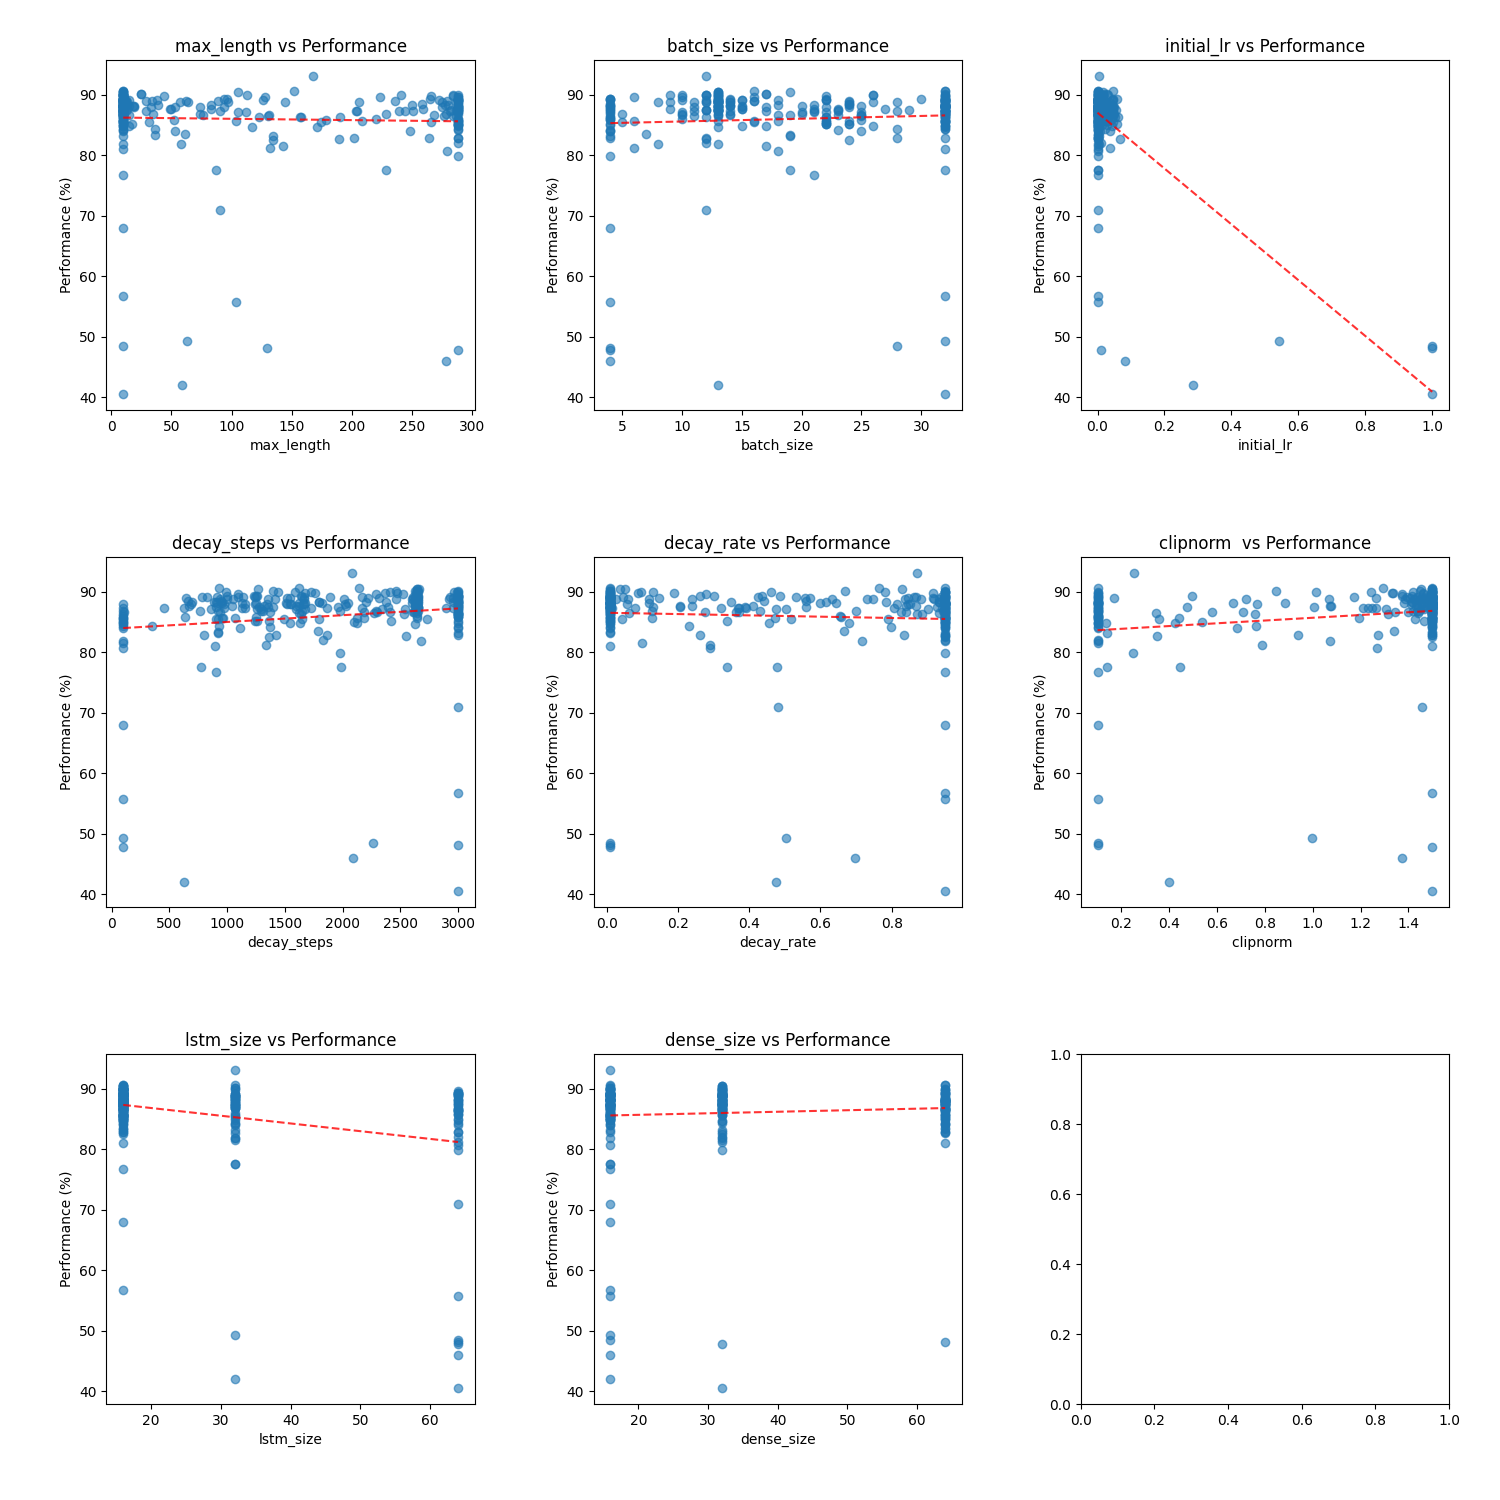 max_length vs Performance
Performance (%)
90
80
70
60
50
40
0 50 100 150 200 250 300
max_length
batch_size vs Performance
Performance (%)
90
80
70
60
50
40
5 10 15 20 25 30
batch_size
initial_lr vs Performance
Performance (%)
90
80
70
60
50
40
0.0 0.2 0.4 0.6 0.8 1.0
initial_lr
decay_steps vs Performance
Performance (%)
90
80
70
60
50
40
0 500 1000 1500 2000 2500 3000
decay_steps
decay_rate vs Performance
Performance (%)
90
80
70
60
50
40
0.0 0.2 0.4 0.6 0.8
decay_rate
clipnorm  vs Performance
Performance (%)
90
80
70
60
50
40
0.2 0.4 0.6 0.8 1.0 1.2 1.4
clipnorm
lstm_size vs Performance
Performance (%)
90
80
70
60
50
40
20 30 40 50 60
lstm_size
dense_size vs Performance
Performance (%)
90
80
70
60
50
40
20 30 40 50 60
dense_size
1.0
0.8
0.6
0.4
0.2
0.0
0.0 0.2 0.4 0.6 0.8 1.0